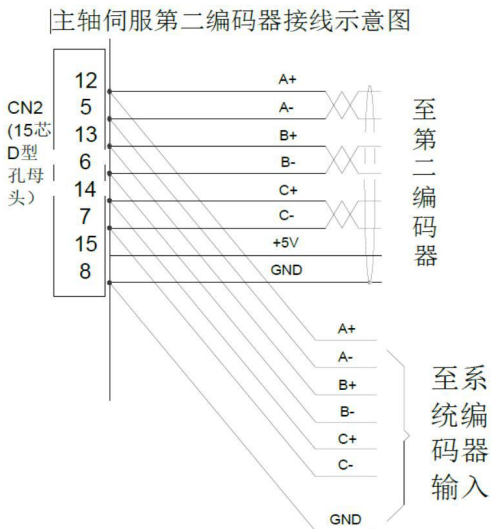 主轴伺服第二编码器接线示意图
CN2
(15芯
D型
孔母
头）
12
5
13
6
14
7
15
8
A+
A-
B+
B-
C+
C-
+5V
GND
至第二编码器
A+
A-
B+
B-
C+
C-
GND
至系
统编
码器
输入